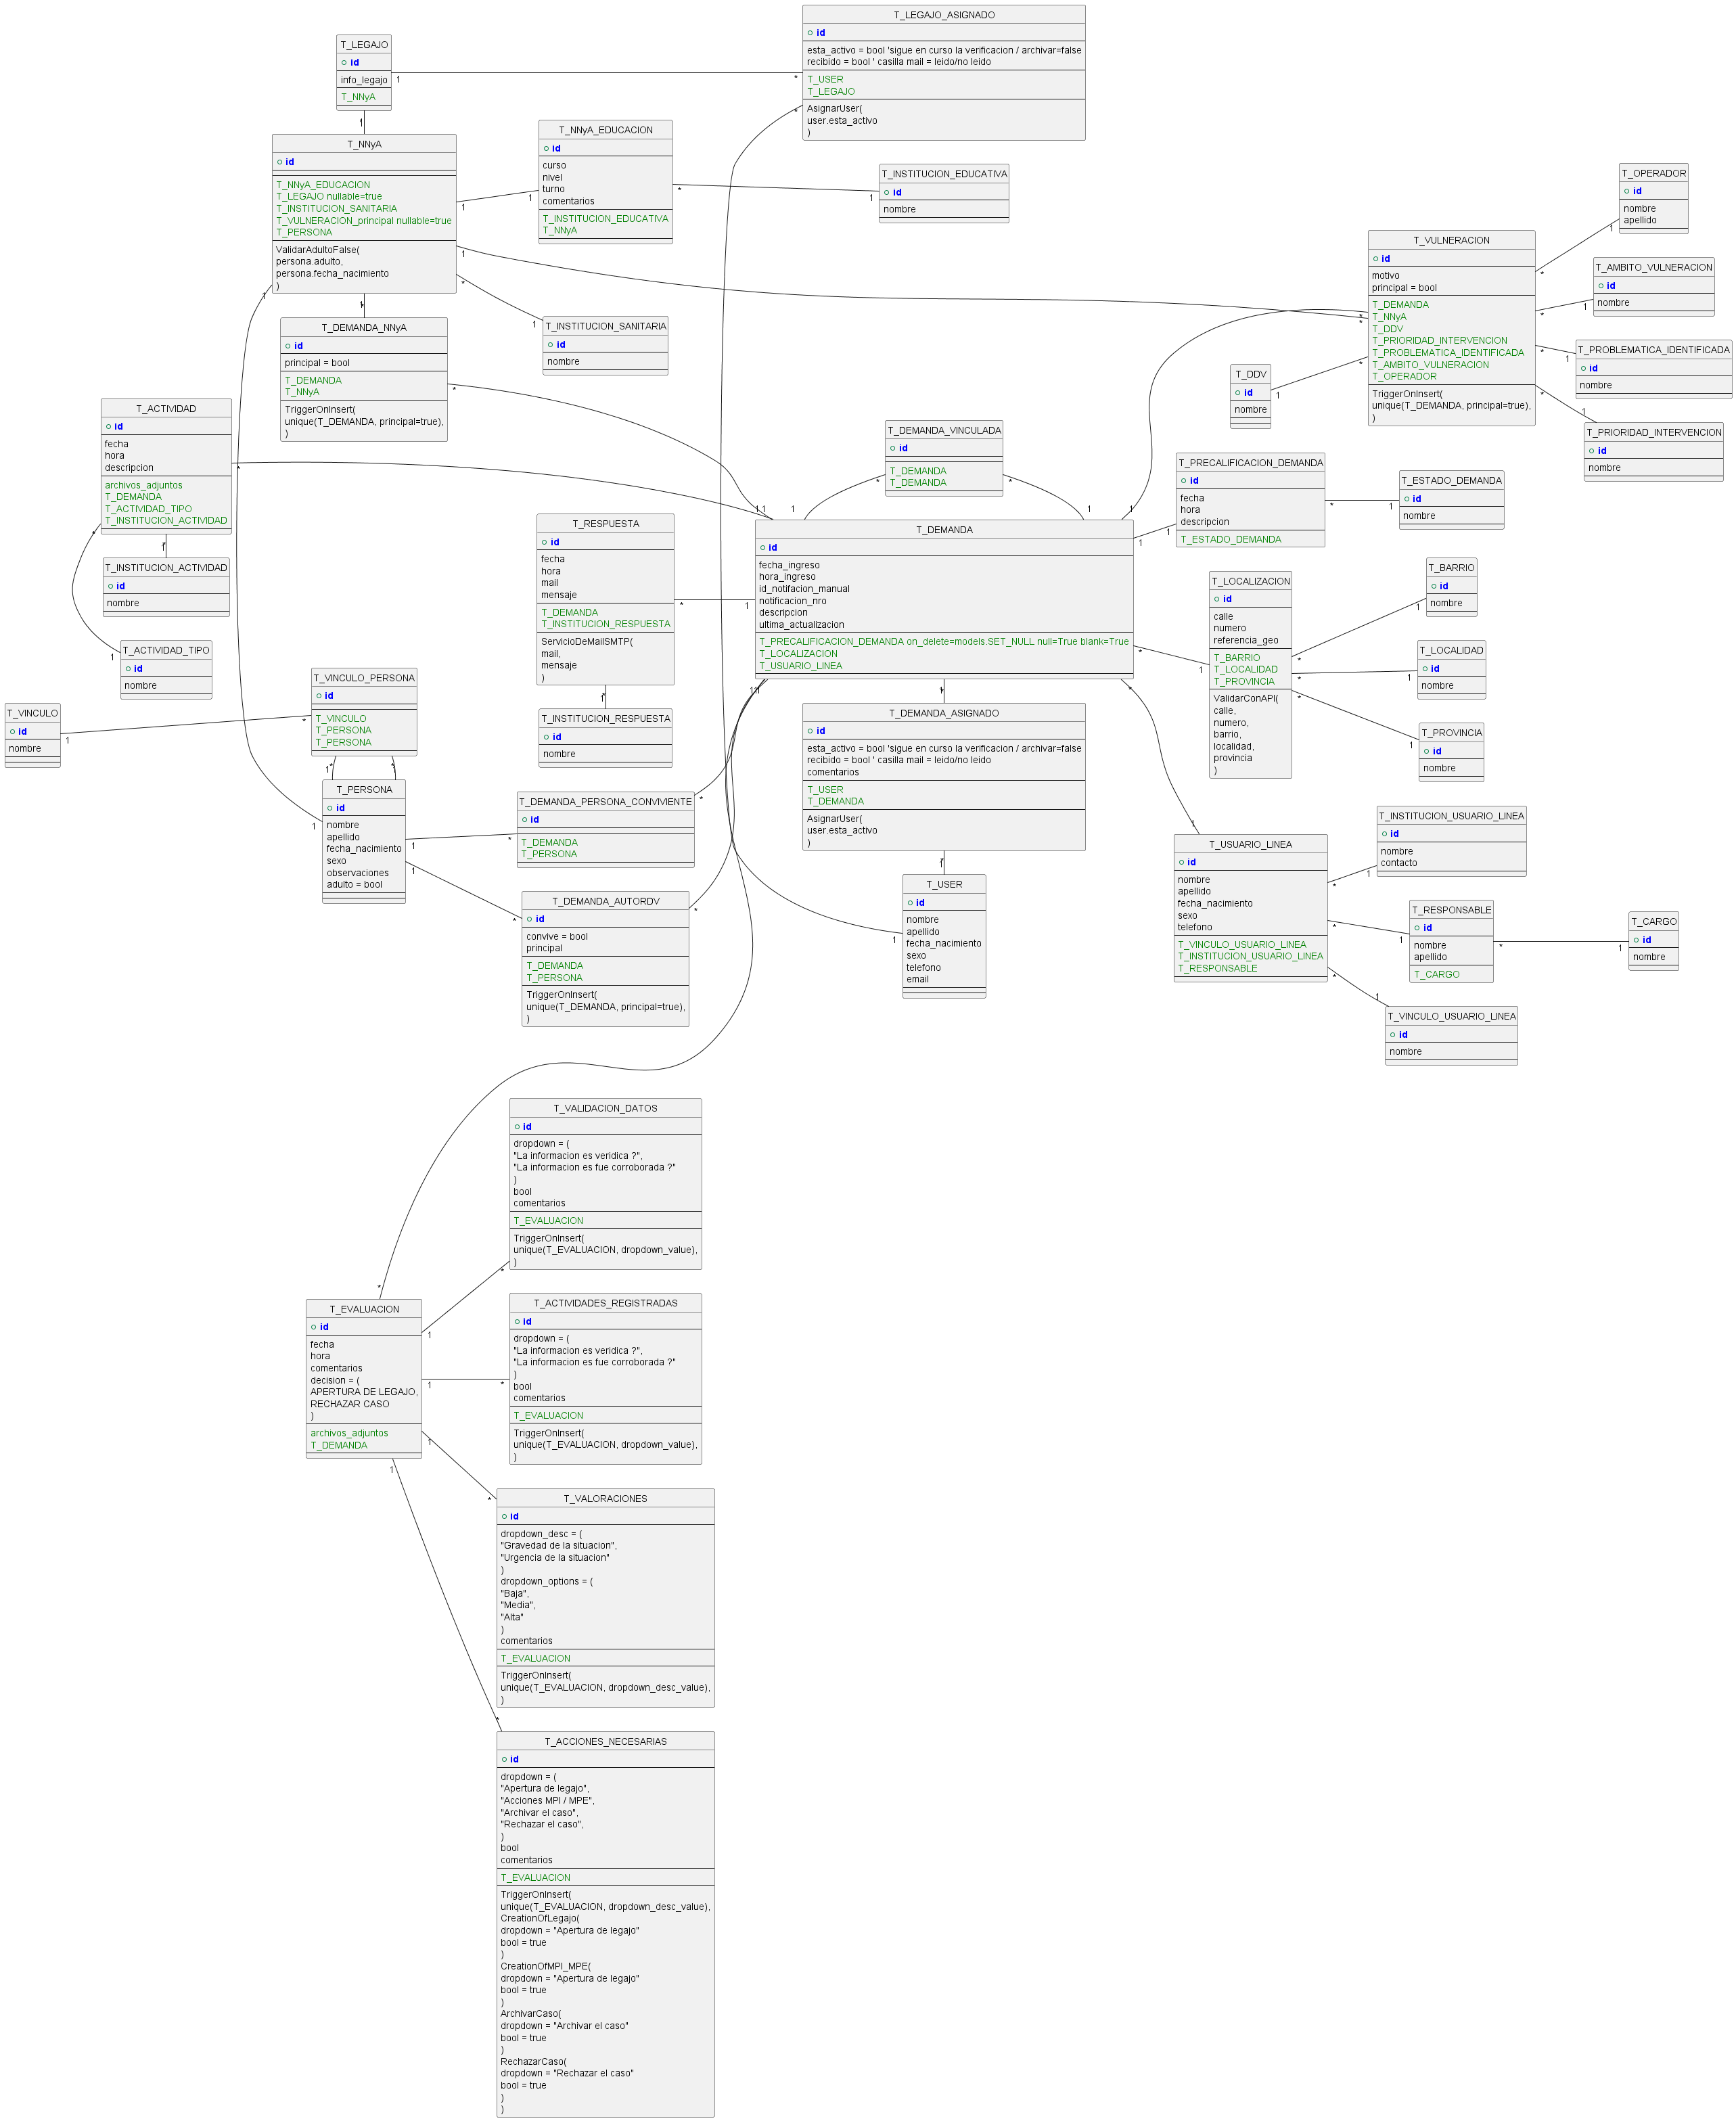 T_LEGAJO_ASIGNADO
id
esta_activo = bool 'sigue en curso la verificacion / archivar=false
recibido = bool ' casilla mail = leido/no leido
T_USER
T_LEGAJO
AsignarUser(
user.esta_activo
)
T_LEGAJO
id
info_legajo
T_NNyA
1
*
1
1
T_NNyA
id
T_NNyA_EDUCACION
T_LEGAJO nullable=true
T_INSTITUCION_SANITARIA
T_VULNERACION_principal nullable=true
T_PERSONA
ValidarAdultoFalse(
persona.adulto,
persona.fecha_nacimiento
)
T_NNyA_EDUCACION
id
curso
nivel
turno
comentarios
T_INSTITUCION_EDUCATIVA
T_NNyA
1
1
T_INSTITUCION_EDUCATIVA
id
nombre
*
1
T_INSTITUCION_SANITARIA
id
nombre
*
1
T_OPERADOR
id
nombre
apellido
T_AMBITO_VULNERACION
id
nombre
T_PROBLEMATICA_IDENTIFICADA
id
nombre
T_PRIORIDAD_INTERVENCION
id
nombre
T_VULNERACION
id
motivo
principal = bool
T_DEMANDA
T_NNyA
T_DDV
T_PRIORIDAD_INTERVENCION
T_PROBLEMATICA_IDENTIFICADA
T_AMBITO_VULNERACION
T_OPERADOR
TriggerOnInsert(
unique(T_DEMANDA, principal=true),
)
T_DDV
id
nombre
T_DEMANDA_NNyA
id
principal = bool
T_DEMANDA
T_NNyA
TriggerOnInsert(
unique(T_DEMANDA, principal=true),
)
T_ACTIVIDAD
id
fecha
hora
descripcion
archivos_adjuntos
T_DEMANDA
T_ACTIVIDAD_TIPO
T_INSTITUCION_ACTIVIDAD
T_INSTITUCION_ACTIVIDAD
id
nombre
T_ACTIVIDAD_TIPO
id
nombre
T_DEMANDA_VINCULADA
id
T_DEMANDA
T_DEMANDA
T_PRECALIFICACION_DEMANDA
id
fecha
hora
descripcion
T_ESTADO_DEMANDA
T_ESTADO_DEMANDA
id
nombre
T_RESPUESTA
id
fecha
hora
mail
mensaje
T_DEMANDA
T_INSTITUCION_RESPUESTA
ServicioDeMailSMTP(
mail,
mensaje
)
T_INSTITUCION_RESPUESTA
id
nombre
T_DEMANDA
id
fecha_ingreso
hora_ingreso
id_notifacion_manual
notificacion_nro
descripcion
ultima_actualizacion
T_PRECALIFICACION_DEMANDA on_delete=models.SET_NULL null=True blank=True
T_LOCALIZACION
T_USUARIO_LINEA
T_LOCALIZACION
id
calle
numero
referencia_geo
T_BARRIO
T_LOCALIDAD
T_PROVINCIA
ValidarConAPI(
calle,
numero,
barrio,
localidad,
provincia
)
T_BARRIO
id
nombre
T_LOCALIDAD
id
nombre
T_PROVINCIA
id
nombre
T_VINCULO
id
nombre
T_VINCULO_PERSONA
id
T_VINCULO
T_PERSONA
T_PERSONA
T_PERSONA
id
nombre
apellido
fecha_nacimiento
sexo
observaciones
adulto = bool
T_DEMANDA_PERSONA_CONVIVIENTE
id
T_DEMANDA
T_PERSONA
T_DEMANDA_AUTORDV
id
convive = bool
principal
T_DEMANDA
T_PERSONA
TriggerOnInsert(
unique(T_DEMANDA, principal=true),
)
T_DEMANDA_ASIGNADO
id
esta_activo = bool 'sigue en curso la verificacion / archivar=false
recibido = bool ' casilla mail = leido/no leido
comentarios
T_USER
T_DEMANDA
AsignarUser(
user.esta_activo
)
T_USER
id
nombre
apellido
fecha_nacimiento
sexo
telefono
email
T_USUARIO_LINEA
id
nombre
apellido
fecha_nacimiento
sexo
telefono
T_VINCULO_USUARIO_LINEA
T_INSTITUCION_USUARIO_LINEA
T_RESPONSABLE
T_INSTITUCION_USUARIO_LINEA
id
nombre
contacto
T_RESPONSABLE
id
nombre
apellido
T_CARGO
T_CARGO
id
nombre
T_VINCULO_USUARIO_LINEA
id
nombre
T_EVALUACION
id
fecha
hora
comentarios
decision = (
APERTURA DE LEGAJO,
RECHAZAR CASO
)
archivos_adjuntos
T_DEMANDA
T_VALIDACION_DATOS
id
dropdown = (
"La informacion es veridica ?",
"La informacion es fue corroborada ?"
)
bool
comentarios
T_EVALUACION
TriggerOnInsert(
unique(T_EVALUACION, dropdown_value),
)
T_ACTIVIDADES_REGISTRADAS
id
dropdown = (
"La informacion es veridica ?",
"La informacion es fue corroborada ?"
)
bool
comentarios
T_EVALUACION
TriggerOnInsert(
unique(T_EVALUACION, dropdown_value),
)
T_VALORACIONES
id
dropdown_desc = (
"Gravedad de la situacion",
"Urgencia de la situacion"
)
dropdown_options = (
"Baja",
"Media",
"Alta"
)
comentarios
T_EVALUACION
TriggerOnInsert(
unique(T_EVALUACION, dropdown_desc_value),
)
T_ACCIONES_NECESARIAS
id
dropdown = (
"Apertura de legajo",
"Acciones MPI / MPE",
"Archivar el caso",
"Rechazar el caso",
)
bool
comentarios
T_EVALUACION
TriggerOnInsert(
unique(T_EVALUACION, dropdown_desc_value),
CreationOfLegajo(
dropdown = "Apertura de legajo"
bool = true
)
CreationOfMPI_MPE(
dropdown = "Apertura de legajo"
bool = true
)
ArchivarCaso(
dropdown = "Archivar el caso"
bool = true
)
RechazarCaso(
dropdown = "Rechazar el caso"
bool = true
)
)